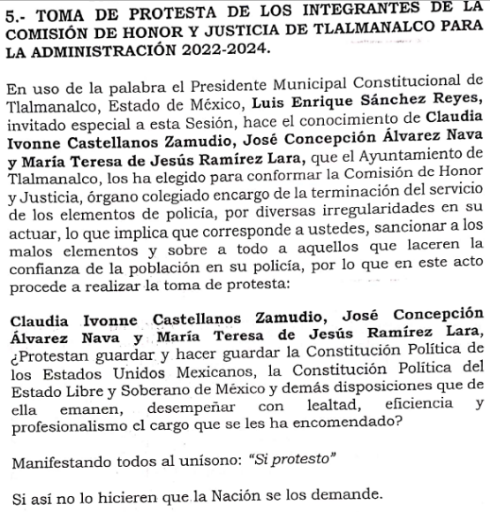 5.- TOMA DE PROTESTA DE LOS INTEGRANTES DE LA
COMISIÓN DE HONOR Y JUSTICIA DE TLALMANALCO PARA
LA ADMINISTRACIÓN 2022-2024.
En uso de la palabra el Presidente Municipal Constitucional de
Tlalmanalco, Estado de México, Luis Enrique Sánchez Reyes,
invitado especial a esta Sesión, hace el conocimiento de Claudia
Ivonne Castellanos Zamudio, José Concepción Álvarez Nava
y María Teresa de Jesús Ramírez Lara, que el Ayuntamiento de
Tlalmanalco, los ha elegido para conformar la Comisión de Honor
y Justicia, órgano colegiado encargo de la terminación del servicio
de los elementos de policía, por diversas irregularidades en su
actuar, lo que implica que corresponde a ustedes, sancionar a los
malos elementos y sobre a todo a aquellos que laceren la
confianza de la población en su policía, por lo que en este acto
procede a realizar la toma de protesta:
Claudia Ivonne Castellanos Zamudio, José Concepción
Álvarez Nava y María Teresa de Jesús Ramírez Lara,
¿Protestan guardar y hacer guardar la Constitución Política de
los Estados Unidos Mexicanos, la Constitución Política del
Estado Libre y Soberano de México y demás disposiciones que de
ella emanen, desempeñar con lealtad, eficiencia y
profesionalismo el cargo que se les ha encomendado?
Manifestando todos al unísono: "Si protesto"
Si así no lo hicieren que la Nación se los demande.